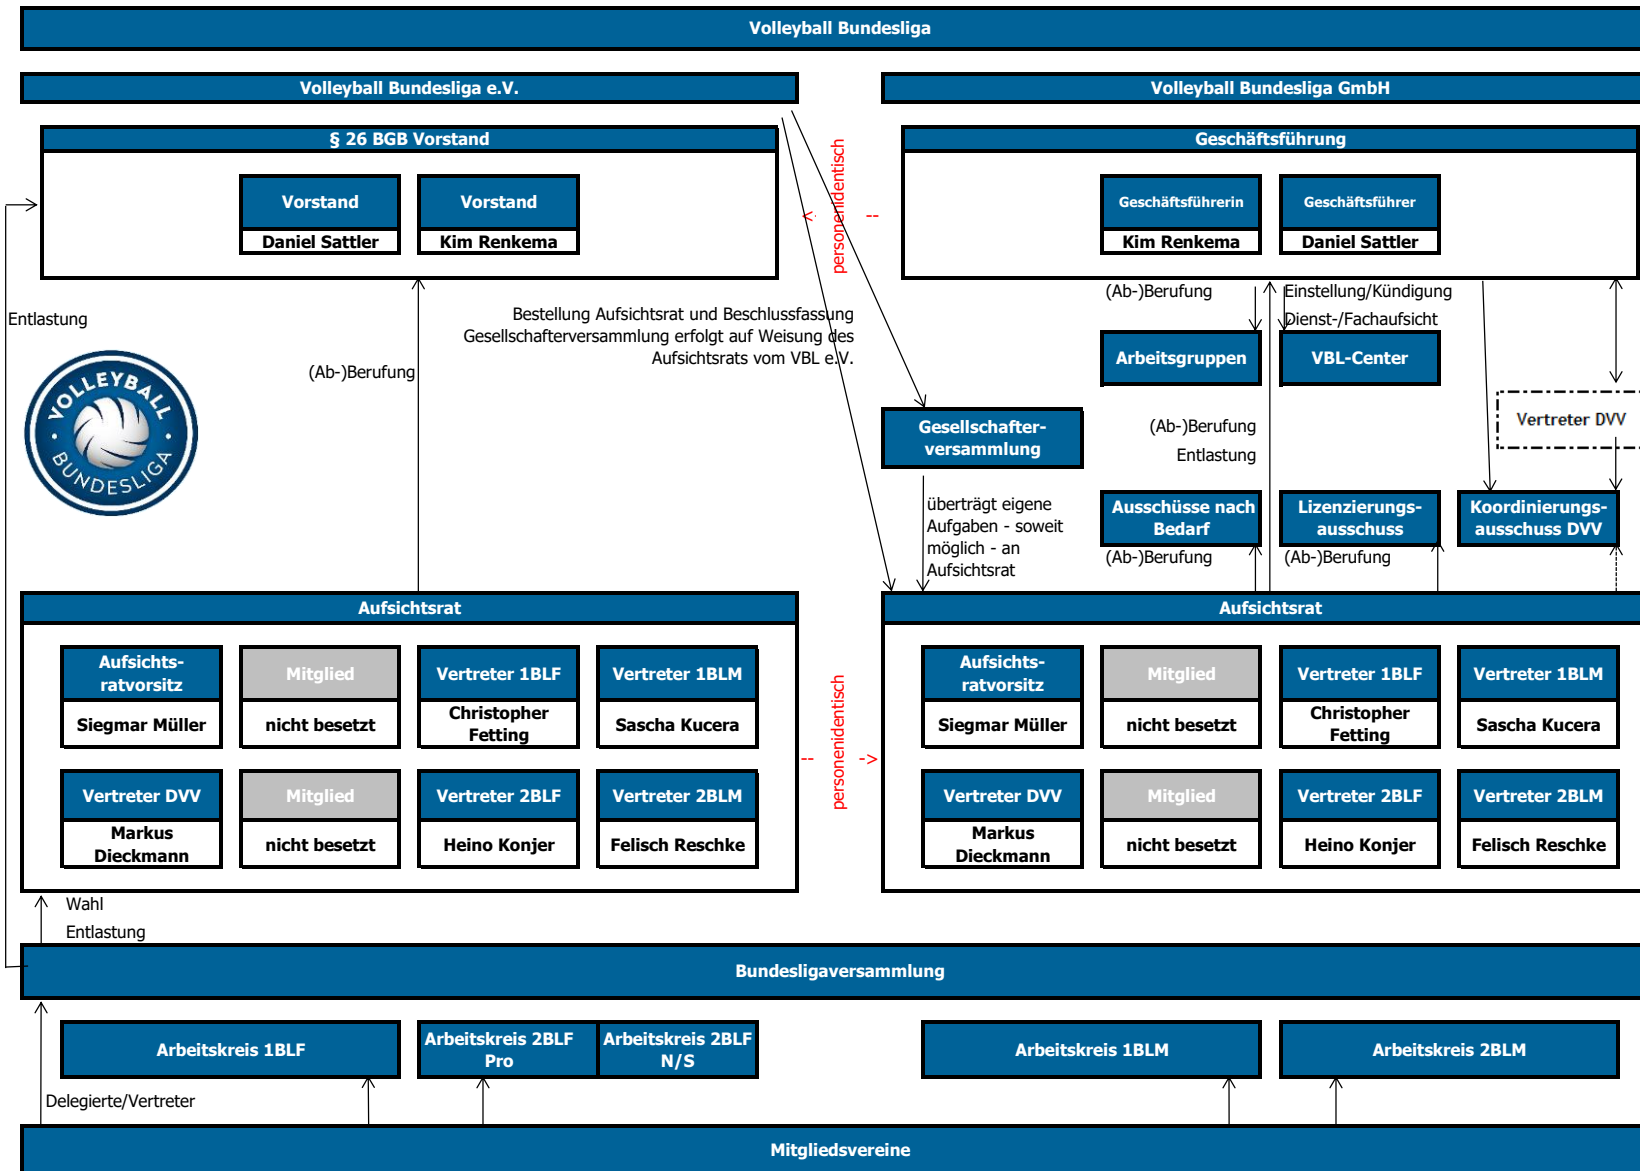 Volleyball Bundesliga
Volleyball Bundesliga e.V.
Volleyball Bundesliga GmbH
§ 26 BGB Vorstand
Vorstand
Daniel Sattler
Vorstand
Kim Renkema
personenidentisch
<- --
Geschäftsführung
Geschäftsführerin
Kim Renkema
Geschäftsführer
Daniel Sattler
Entlastung
VOLLEYBALL
BUNDESLIGA
(Ab-)Berufung
Bestellung Aufsichtsrat und Beschlussfassung
Gesellschafterversammlung erfolgt auf Weisung des
Aufsichtsrats vom VBL e.V.
(Ab-)Berufung
Einstellung/Kündigung
Dienst-/Fachaufsicht
Arbeitsgruppen
VBL-Center
Vertreter DVV
Gesellschafter-
versammlung
(Ab-)Berufung
Entlastung
überträgt eigene
Aufgaben - soweit
möglich - an
Aufsichtsrat
Ausschüsse nach
Bedarf
Lizenzierungs-
ausschuss
Koordinierungs-
ausschuss DVV
(Ab-)Berufung
(Ab-)Berufung
Aufsichtsrat
Aufsichts-
ratvorsitz
Siegmar Müller
Mitglied
nicht besetzt
Vertreter 1BLF
Christopher
Fetting
Vertreter 1BLM
Sascha Kucera
Vertreter DVV
Markus
Dieckmann
Mitglied
nicht besetzt
Vertreter 2BLF
Heino Konjer
Vertreter 2BLM
Felisch Reschke
personenidentisch
-- ->
Aufsichtsrat
Aufsichts-
ratvorsitz
Siegmar Müller
Mitglied
nicht besetzt
Vertreter 1BLF
Christopher
Fetting
Vertreter 1BLM
Sascha Kucera
Vertreter DVV
Markus
Dieckmann
Mitglied
nicht besetzt
Vertreter 2BLF
Heino Konjer
Vertreter 2BLM
Felisch Reschke
Wahl
Entlastung
Bundesligaversammlung
Arbeitskreis 1BLF
Arbeitskreis 2BLF
Pro
Arbeitskreis 2BLF
N/S
Arbeitskreis 1BLM
Arbeitskreis 2BLM
Delegierte/Vertreter
Mitgliedsvereine